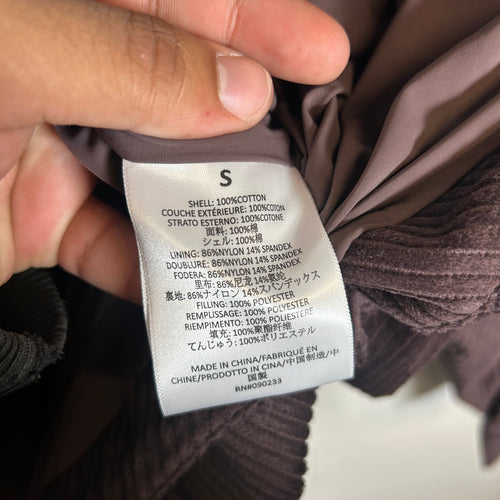 S
SHELL: 100%COTTON
COUCHE EXTÉRIEURE: 100%COTON
STRATO ESTERNO: 100%COTONE
面料: 100%棉
シェル: 100%棉
LINING: 86%NYLON 14% SPANDEX
DOUBLURE: 86%NYLON 14% SPANDEX
FODERA: 86%NYLON 14% SPANDEX
里布: 86%尼龙 14%氨纶
裏地: 86%ナイロン 14%スパンデックス
FILLING: 100% POLYESTER
REMPLISSAGE: 100% POLYESTER
RIEMPIMENTO: 100% POLIESTERE
填充: 100%聚酯纤维
てんじゅう: 100%ポリエステル
MADE IN CHINA/FABRIQUÉ EN
CHINE/PRODOTTO IN CINA/中国制造/中
国製
RN#090233